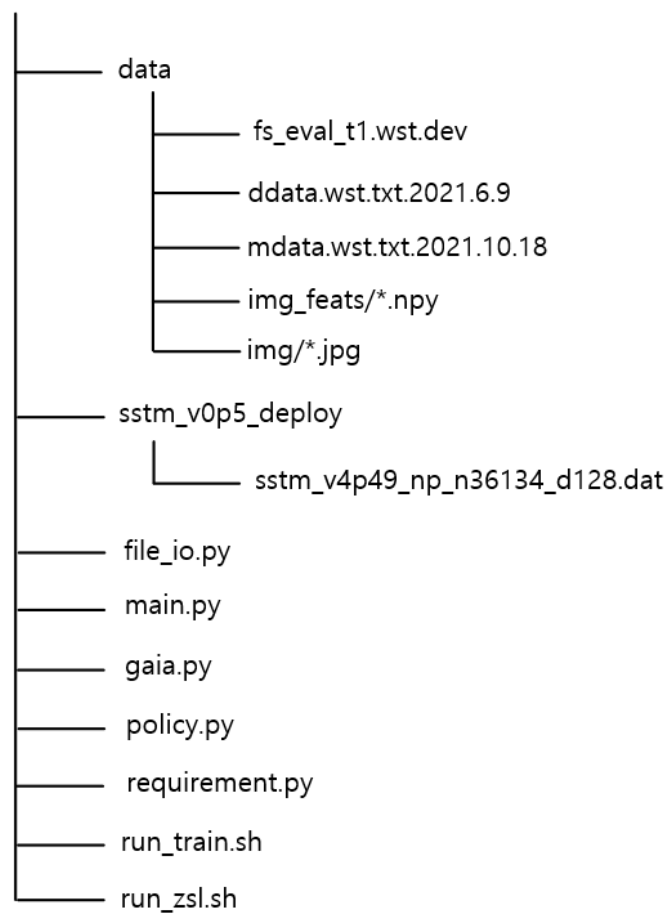 data
fs_eval_t1.wst.dev
ddata.wst.txt.2021.6.9
mdata.wst.txt.2021.10.18
img_feats/*.npy
img/*.jpg
sstm_v0p5_deploy
sstm_v4p49_np_n36134_d128.dat
file_io.py
main.py
gaia.py
policy.py
requirement.py
run_train.sh
run_zsl.sh